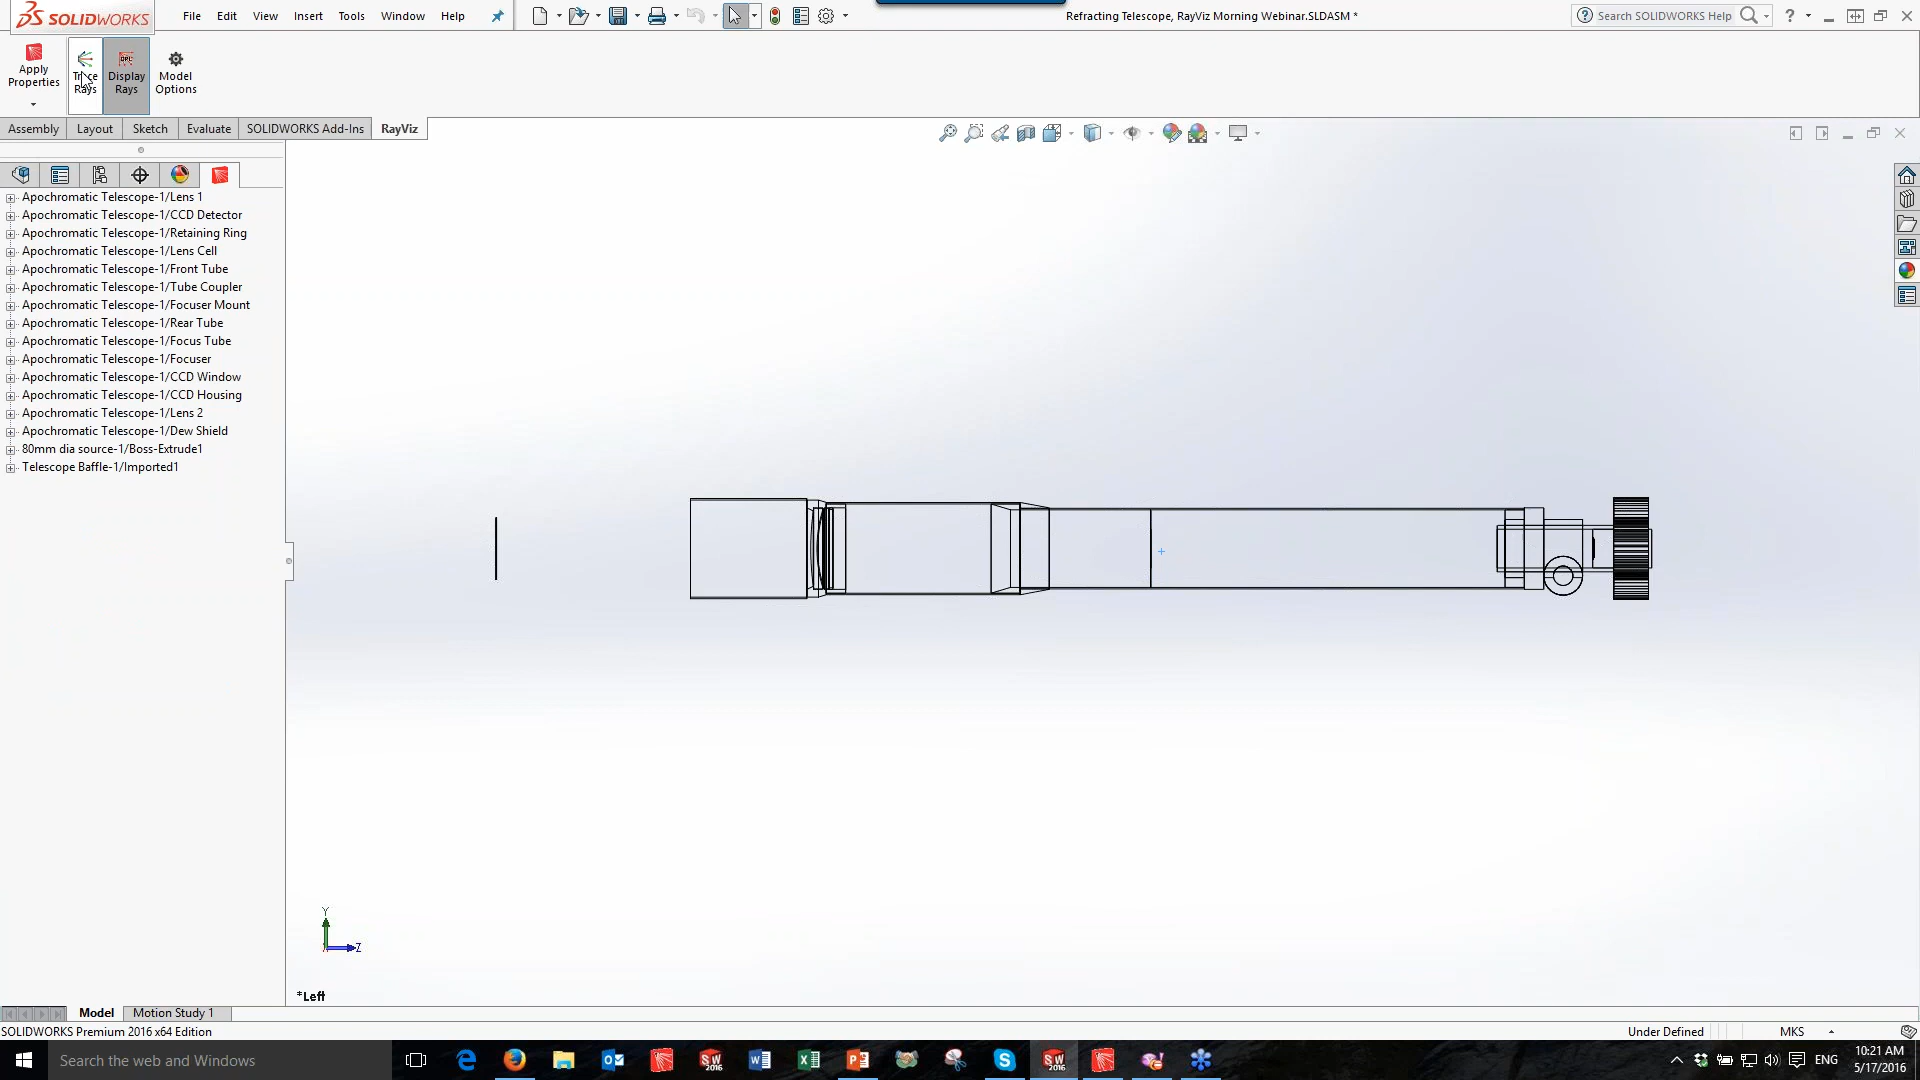 SOLIDWORKS
File Edit View Insert Tools Window Help
Refracting Telescope, RayViz Morning Webinar.SLDASM *
Search SOLIDWORKS Help
Apply Properties
Trace Rays
Display Rays
Model Options
Assembly Layout Sketch Evaluate SOLIDWORKS Add-Ins RayViz
Apochromatic Telescope-1/Lens 1
Apochromatic Telescope-1/CCD Detector
Apochromatic Telescope-1/Retaining Ring
Apochromatic Telescope-1/Lens Cell
Apochromatic Telescope-1/Front Tube
Apochromatic Telescope-1/Tube Coupler
Apochromatic Telescope-1/Focuser Mount
Apochromatic Telescope-1/Rear Tube
Apochromatic Telescope-1/Focus Tube
Apochromatic Telescope-1/Focuser
Apochromatic Telescope-1/CCD Window
Apochromatic Telescope-1/CCD Housing
Apochromatic Telescope-1/Lens 2
Apochromatic Telescope-1/Dew Shield
80mm dia source-1/Boss-Extrude1
Telescope Baffle-1/Imported1
Y
Z
*Left
Model Motion Study 1
SOLIDWORKS Premium 2016 x64 Edition
Under Defined
MKS
Search the web and Windows
ENG
10:21 AM
5/17/2016